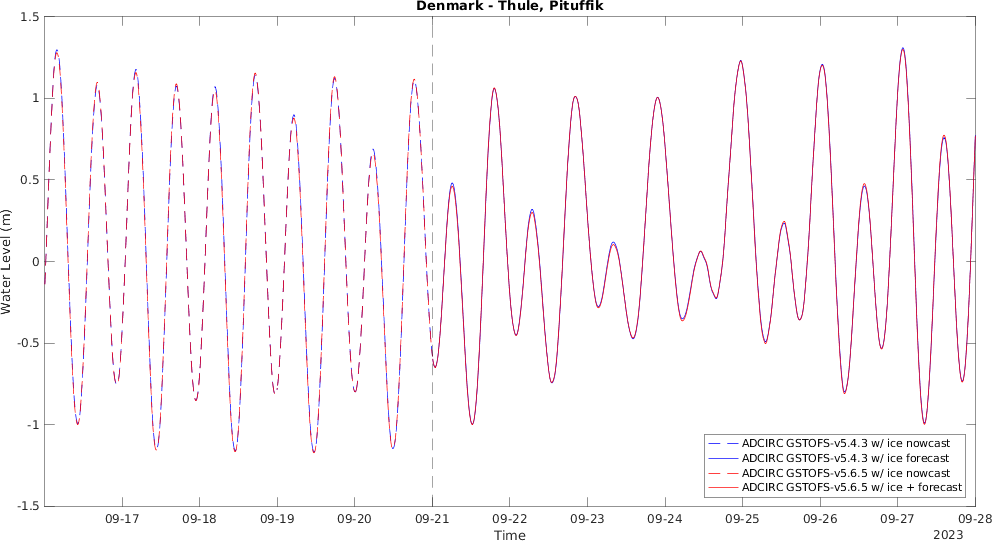 Denmark - Thule, Pituffik
1.5
1
0.5
0
-0.5
-1
-1.5
Water Level (m)
09-17 09-18 09-19 09-20 09-21 09-22 09-23 09-24 09-25 09-26 09-27 09-28
Time
2023
ADCIRC GSTOFS-v5.4.3 w/ ice nowcast
ADCIRC GSTOFS-v5.4.3 w/ ice forecast
ADCIRC GSTOFS-v5.6.5 w/ ice nowcast
ADCIRC GSTOFS-v5.6.5 w/ ice + forecast